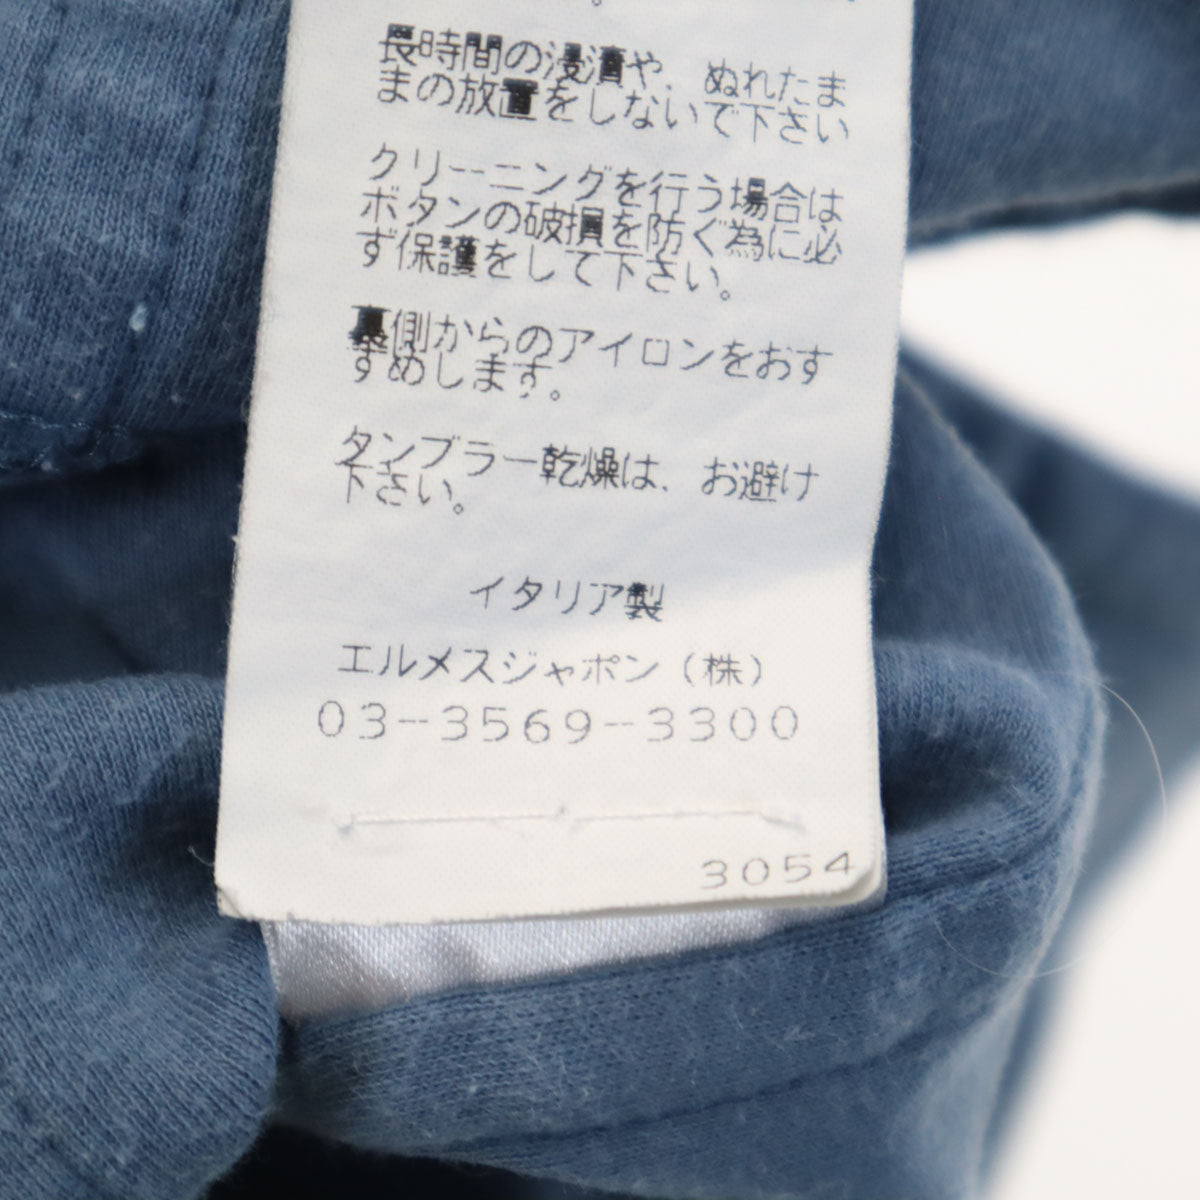 長時間の浸漬や、ぬれたま
まの放置をしないで下さい
クリーニングを行う場合は
ボタンの破損を防ぐ為に必
ず保護をして下さい。
裏側からのアイロンをおす
すめします。
タンブラー乾燥は、お避け
下さい。
イタリア製
エルメスジャポン(株)
03-3569-3300
3054